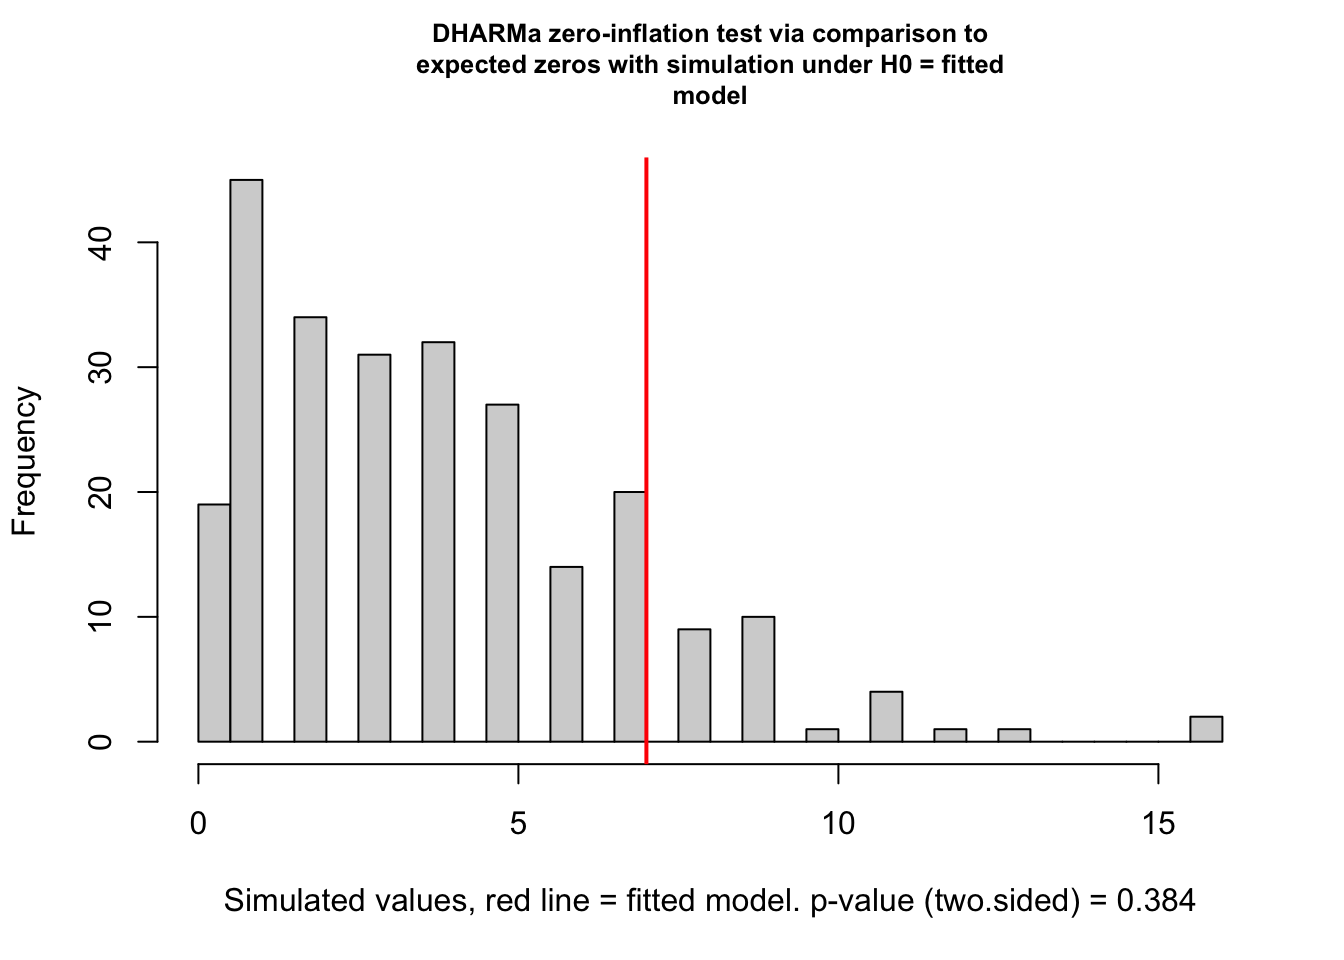 DHARMa zero-inflation test via comparison to
expected zeros with simulation under H0 = fitted
model
Frequency
40
30
20
10
0
0 5 10 15
Simulated values, red line = fitted model. p-value (two.sided) = 0.384